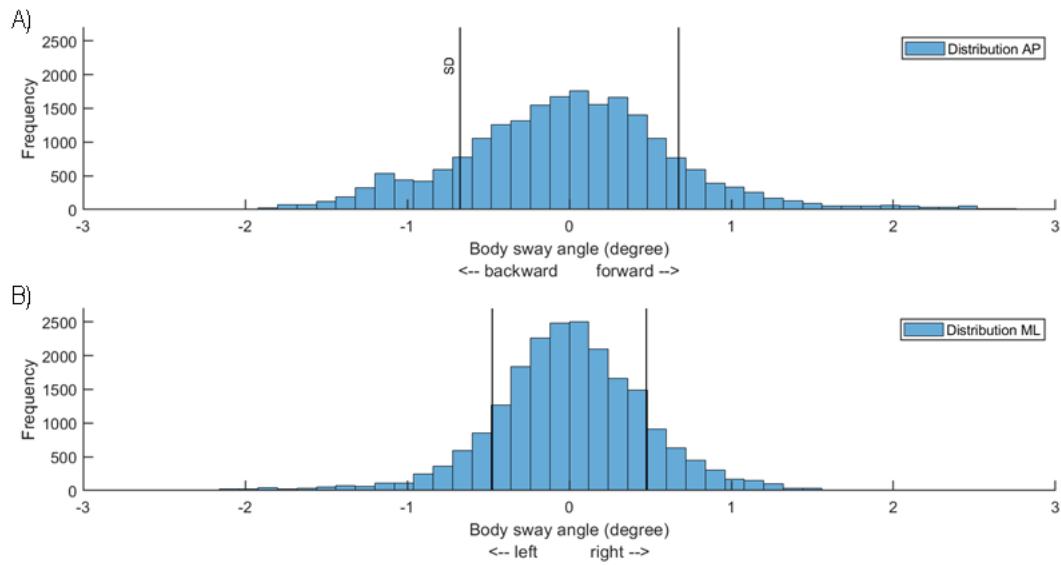 A)
2500
2000
1500
1000
500
0
Frequency
SD
Distribution AP
-3 -2 -1 0 1 2 3
Body sway angle (degree)
<-- backward forward -->
B)
2500
2000
1500
1000
500
0
Frequency
Distribution ML
-3 -2 -1 0 1 2 3
Body sway angle (degree)
<-- left right -->